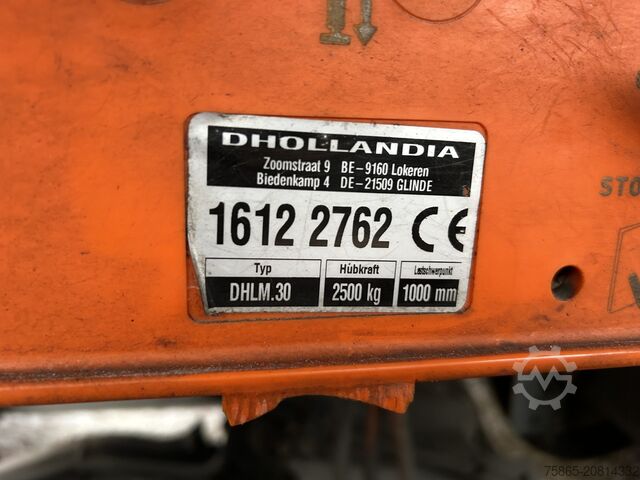 DHOLLANDIA
Zoomstraat 9 BE-9160 Lokeren
Biedenkamp 4 DE-21509 GLINDE
1612 2762 CE
Typ Hubkraft Lastschwerpunkt
DHLM.30 2500 kg 1000 mm
STO
75865-20814332